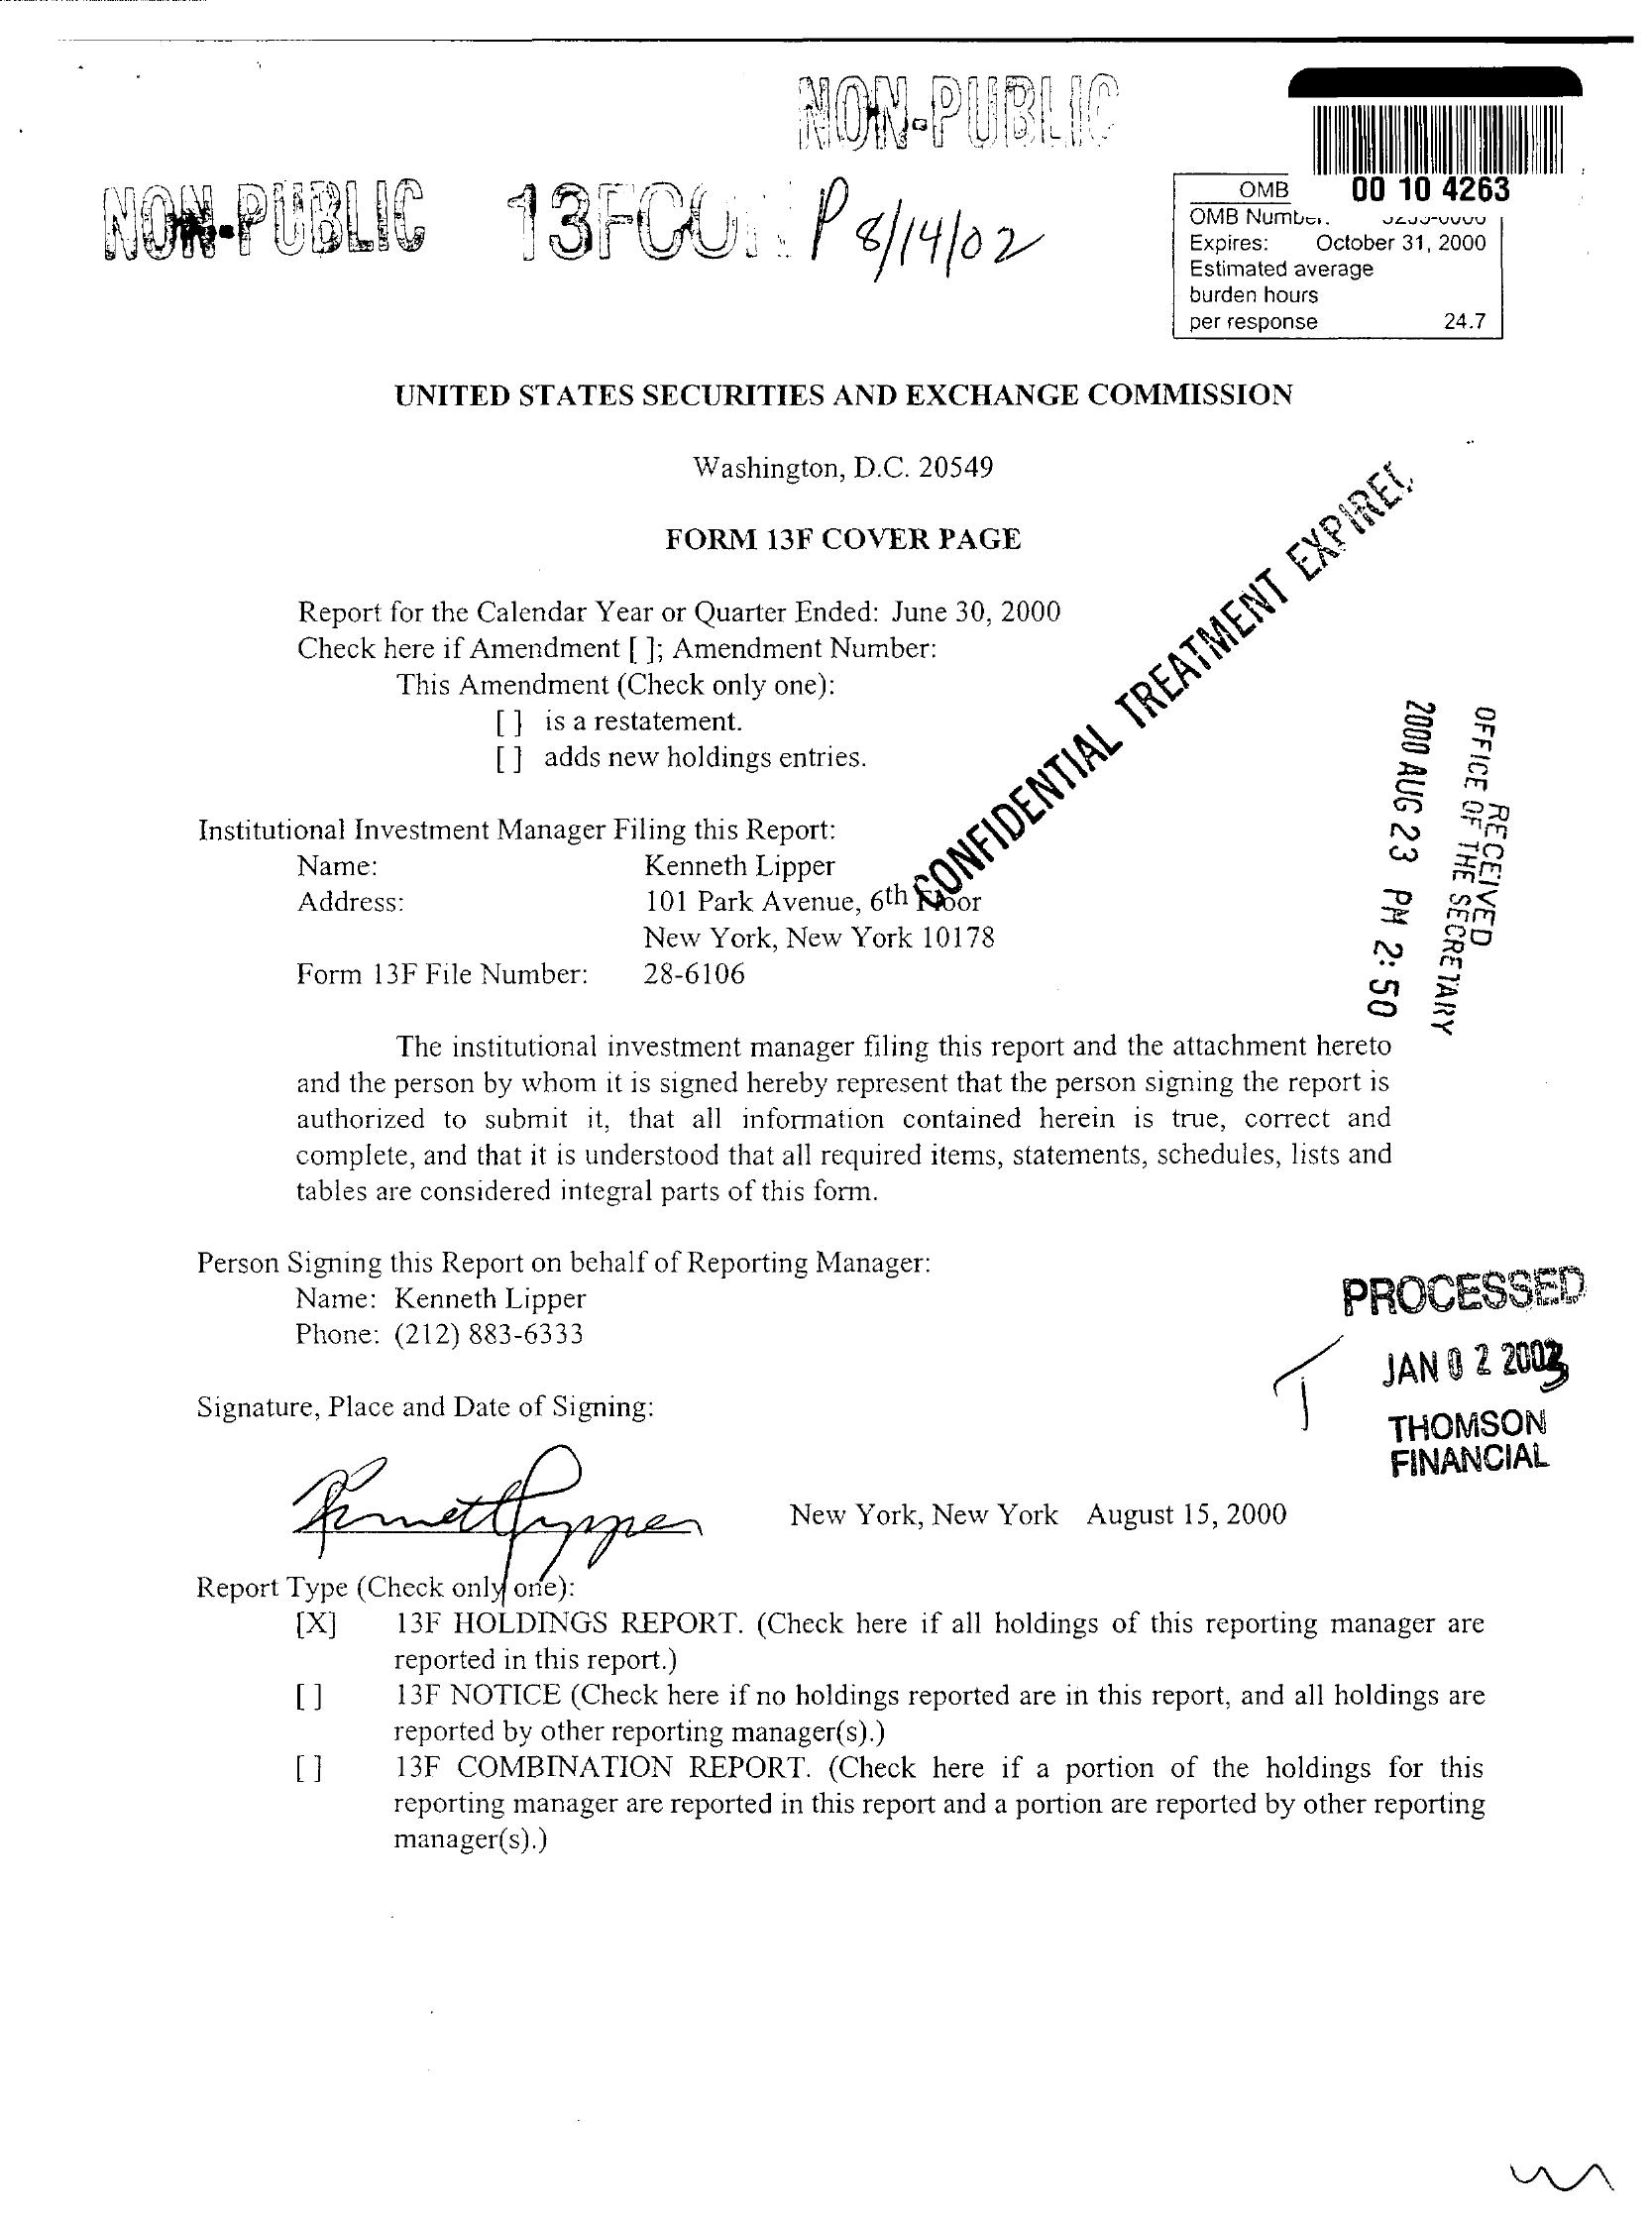 NON-PUBLIC
NON-PUBLIC 13FCON P 8/14/02
00 10 4263
OMB
OMB Number:
Expires: October 31, 2000
Estimated average
burden hours
per response 24.7
UNITED STATES SECURITIES AND EXCHANGE COMMISSION
Washington, D.C. 20549
FORM 13F COVER PAGE
CONFIDENTIAL TREATMENT EXPIRED
Report for the Calendar Year or Quarter Ended: June 30, 2000
Check here if Amendment [ ]; Amendment Number:
This Amendment (Check only one):
[ ] is a restatement.
[ ] adds new holdings entries.
RECEIVED
OFFICE OF THE SECRETARY
2000 AUG 23 PM 2:50
Institutional Investment Manager Filing this Report:
Name: Kenneth Lipper
Address: 101 Park Avenue, 6th Floor
New York, New York 10178
Form 13F File Number: 28-6106
The institutional investment manager filing this report and the attachment hereto
and the person by whom it is signed hereby represent that the person signing the report is
authorized to submit it, that all information contained herein is true, correct and
complete, and that it is understood that all required items, statements, schedules, lists and
tables are considered integral parts of this form.
Person Signing this Report on behalf of Reporting Manager:
Name: Kenneth Lipper
Phone: (212) 883-6333
PROCESSED
JAN 02 2003
THOMSON
FINANCIAL
Signature, Place and Date of Signing:
Kenneth Lipper New York, New York August 15, 2000
Report Type (Check only one):
[X] 13F HOLDINGS REPORT. (Check here if all holdings of this reporting manager are
reported in this report.)
[ ] 13F NOTICE (Check here if no holdings reported are in this report, and all holdings are
reported by other reporting manager(s).)
[ ] 13F COMBINATION REPORT. (Check here if a portion of the holdings for this
reporting manager are reported in this report and a portion are reported by other reporting
manager(s).)